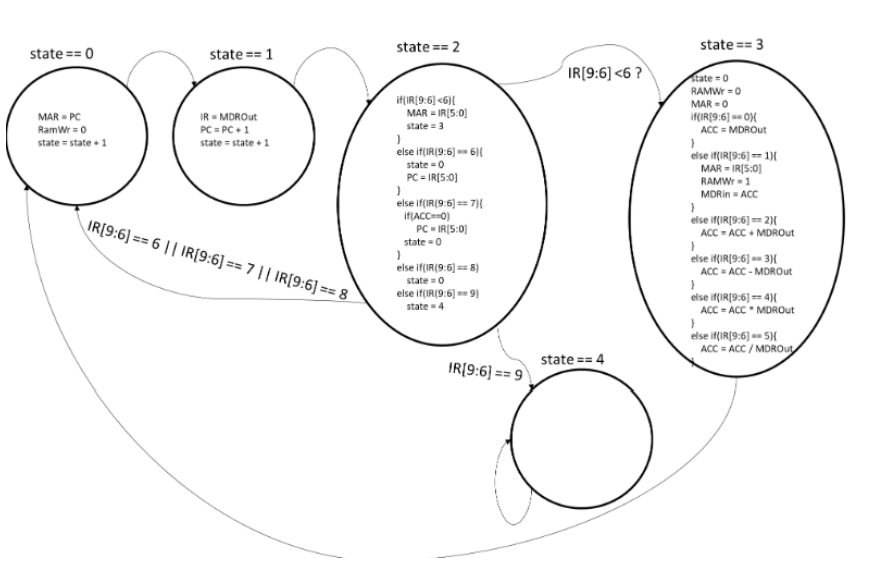 state == 0
MAR = PC
RamWr = 0
state = state + 1
state == 1
IR = MDROut
PC = PC + 1
state = state + 1
state == 2
if(IR[9:6] <6){
MAR = IR[5:0]
state = 3
}
else if(IR(9:6] == 6){
state = 0
PC = IR[5:0]
}
else if(IR(9:6] == 7){
if(ACC==0)
PC = IR[5:0]
state = 0
}
else if(IR(9:6] == 8)
state = 0
else if(IR(9:6] == 9)
state = 4
IR[9:6] <6 ?
state == 3
state = 0
RAMWr = 0
MAR = 0
if(IR[9:6] == 0){
ACC = MDROut
}
else if(IR[9:6] == 1){
MAR = IR[5:0]
RAMWr = 1
MDRin = ACC
}
else if(IR[9:6] == 2){
ACC = ACC + MDROut
}
else if(IR[9:6] == 3){
ACC = ACC - MDROut
}
else if(IR[9:6] == 4){
ACC = ACC * MDROut
}
else if(IR[9:6] == 5){
ACC = ACC / MDROut
}
IR[9:6] == 6 || IR[9:6] == 7 || IR[9:6] == 8
IR[9:6] == 9
state == 4